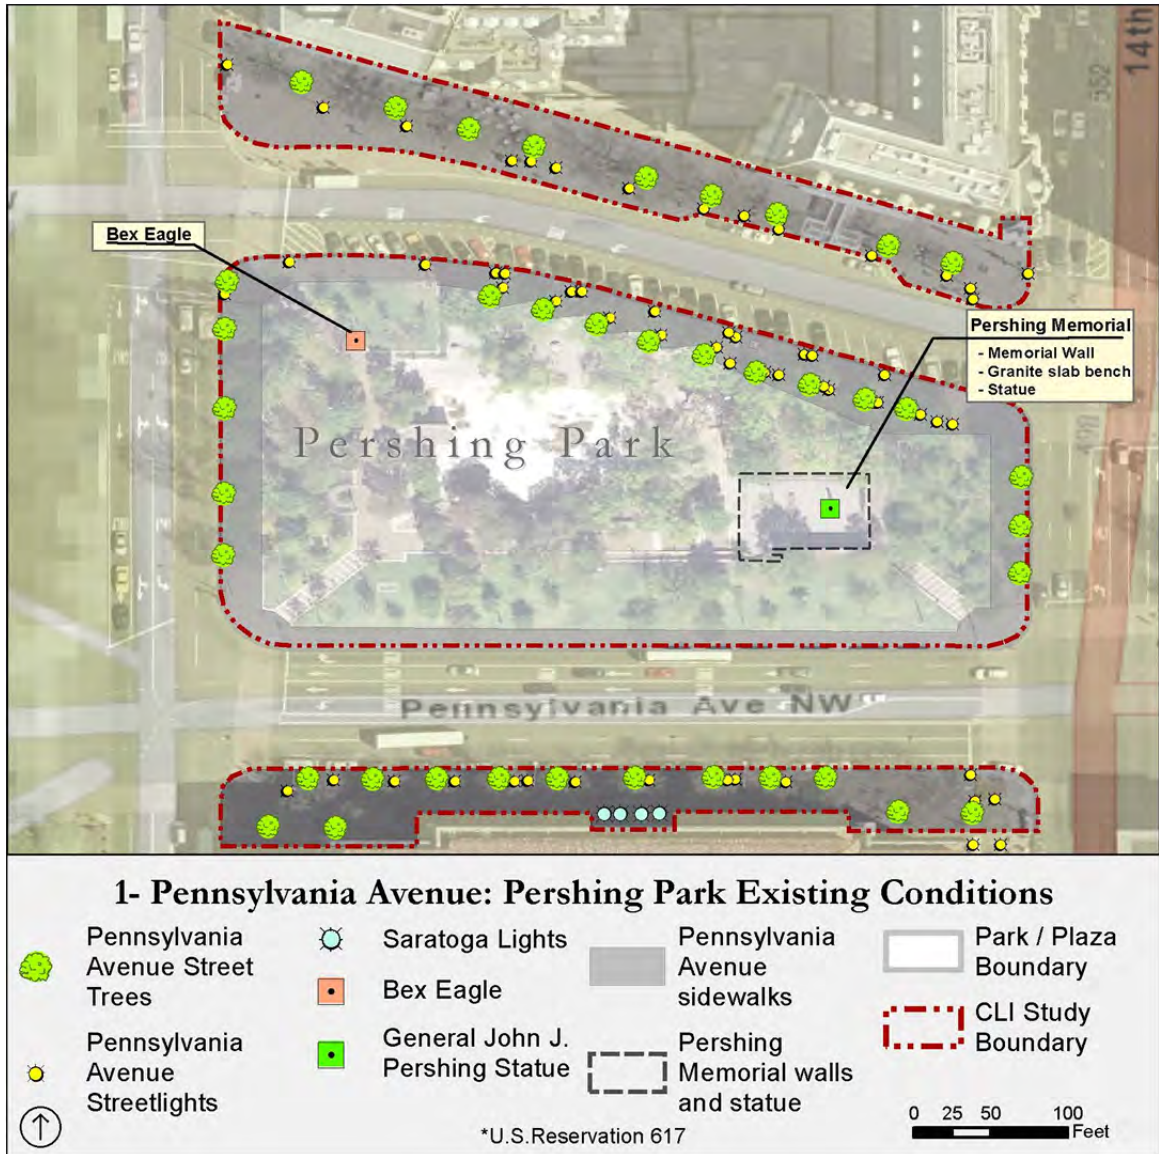 14th
552
Bex Eagle
Pershing Memorial
- Memorial Wall
- Granite slab bench
- Statue
Pershing Park
Pennsylvania Ave NW
1- Pennsylvania Avenue: Pershing Park Existing Conditions
Pennsylvania
Avenue Street
Trees
Pennsylvania
Avenue
Streetlights
Saratoga Lights
Bex Eagle
General John J.
Pershing Statue
Pennsylvania
Avenue
sidewalks
Pershing
Memorial walls
and statue
Park / Plaza
Boundary
CLI Study
Boundary
*U.S.Reservation 617
0 25 50 100
Feet